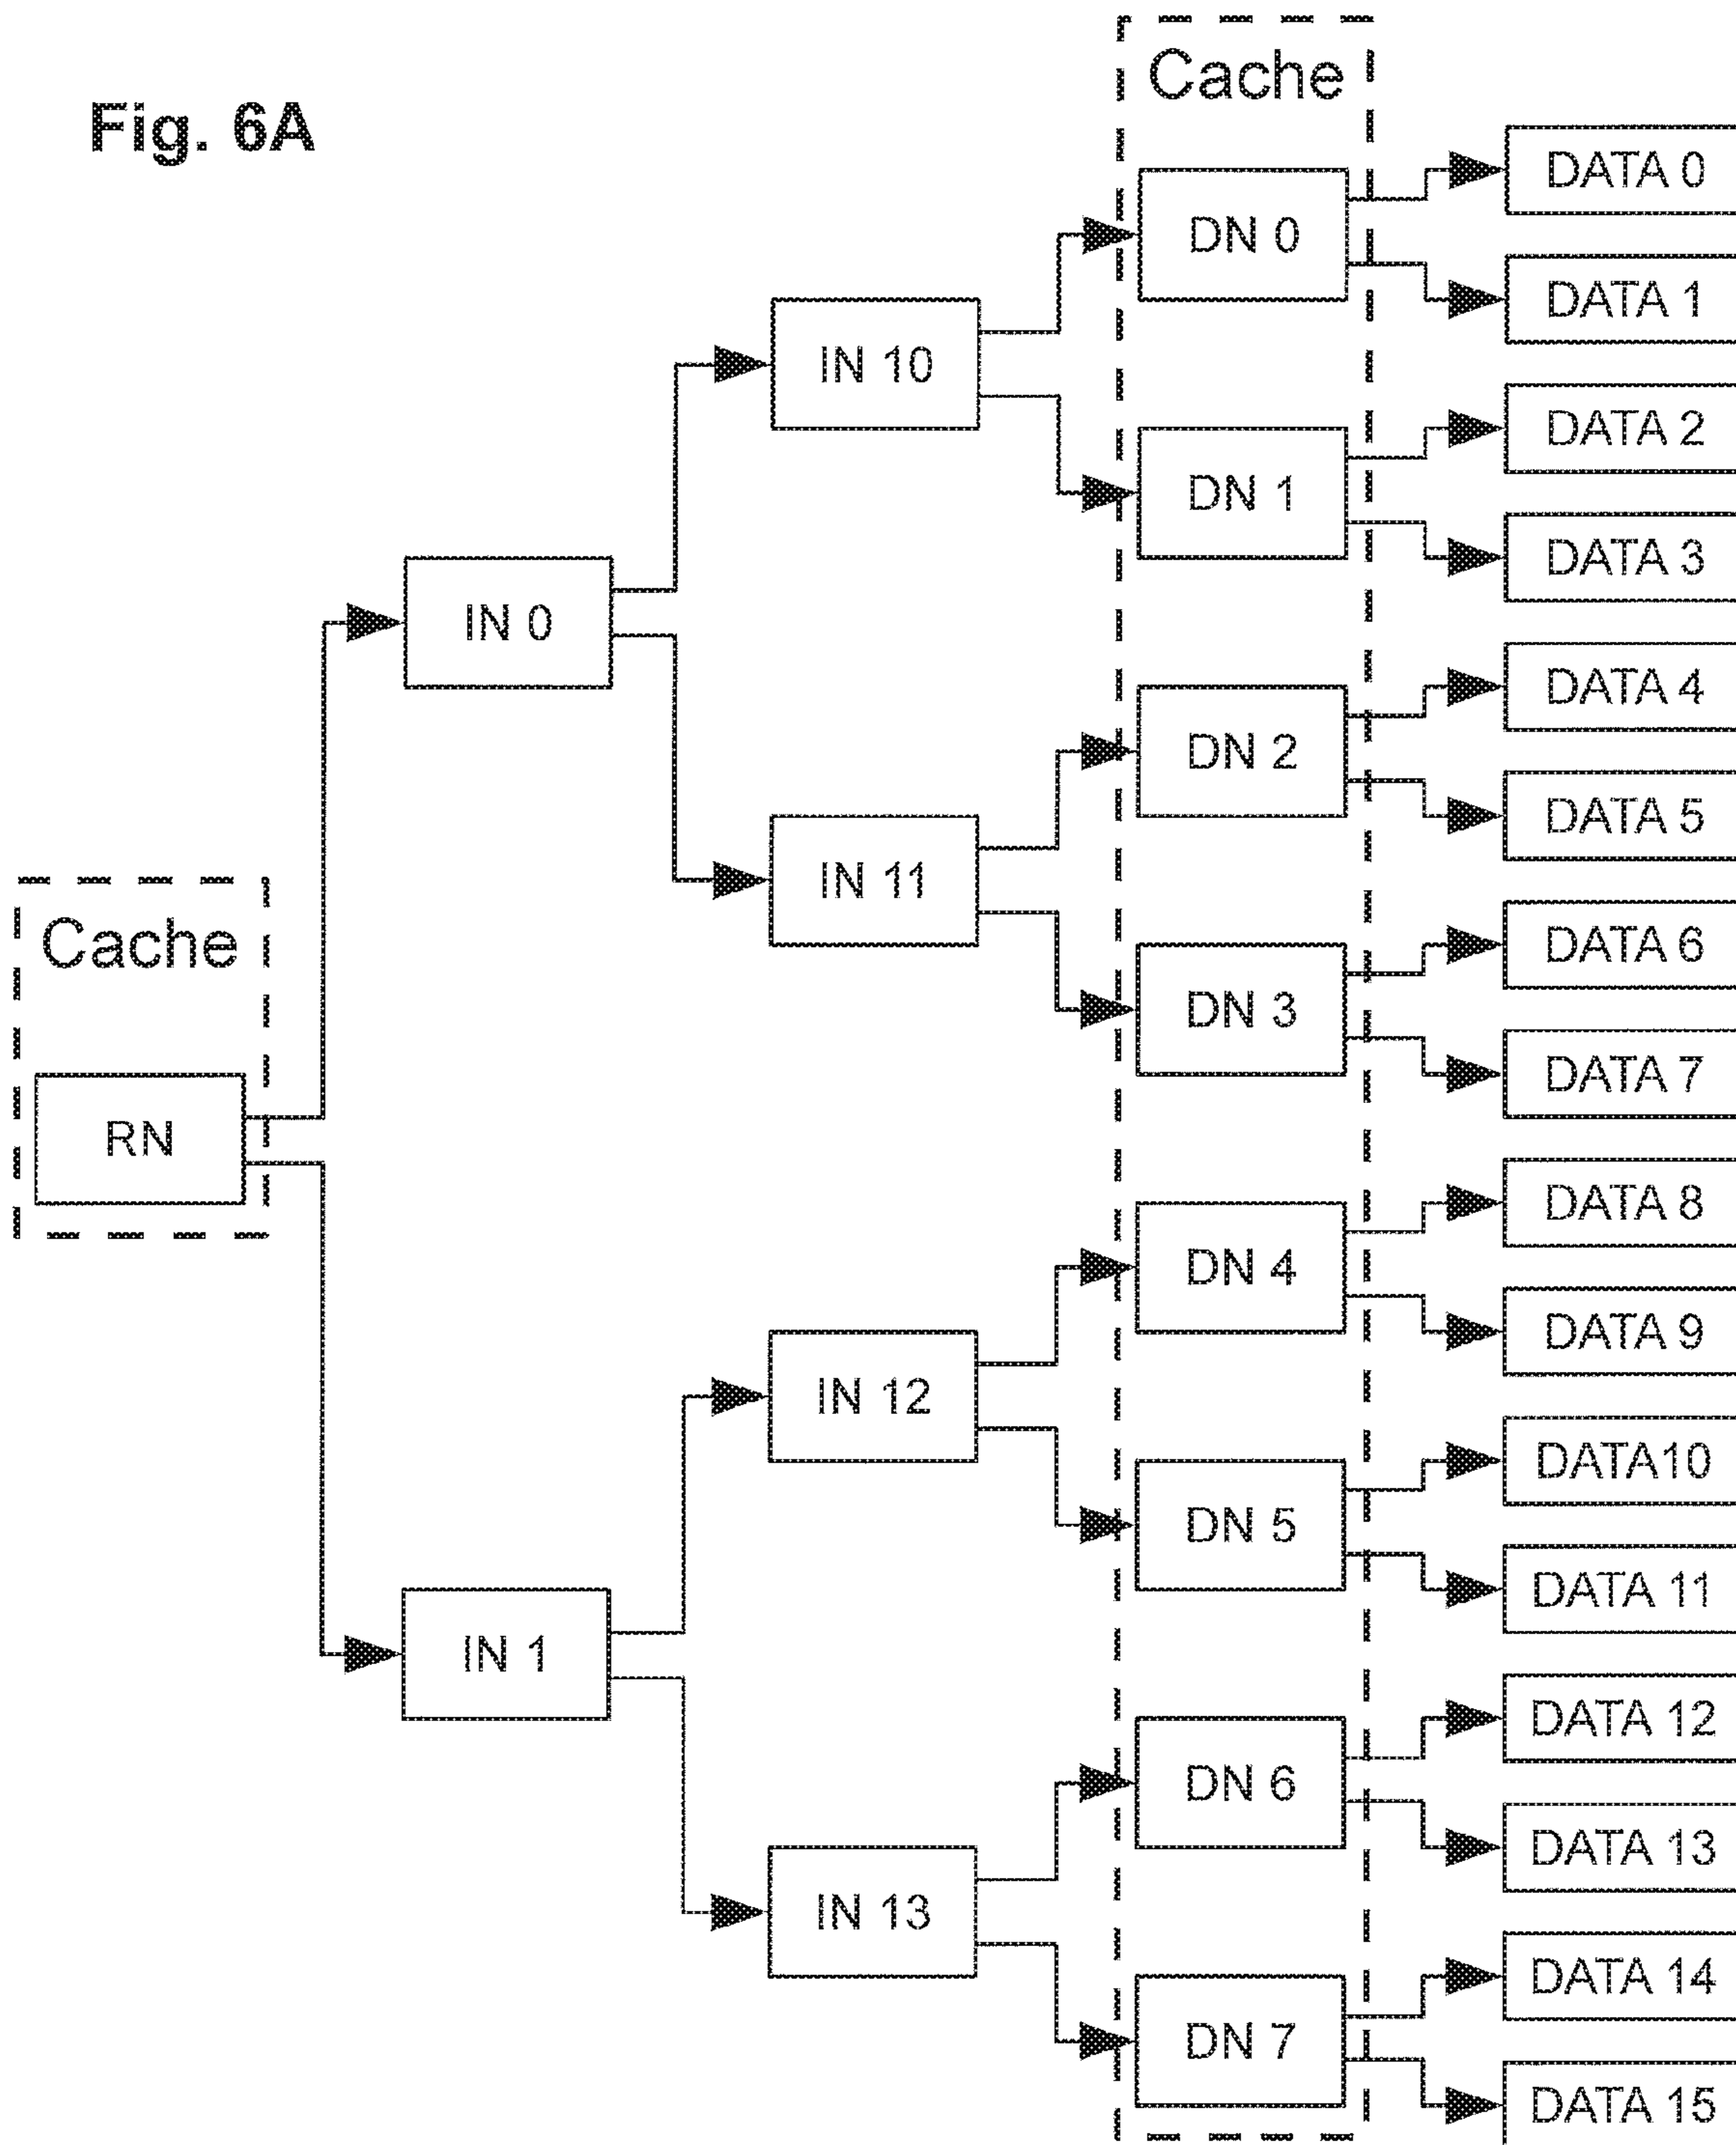 Fig. 6A
Cache
RN
Cache
IN 0
IN 1
IN 10
IN 11
IN 12
IN 13
DN 0
DN 1
DN 2
DN 3
DN 4
DN 5
DN 6
DN 7
DATA 0
DATA 1
DATA 2
DATA 3
DATA 4
DATA 5
DATA 6
DATA 7
DATA 8
DATA 9
DATA10
DATA 11
DATA 12
DATA 13
DATA 14
DATA 15